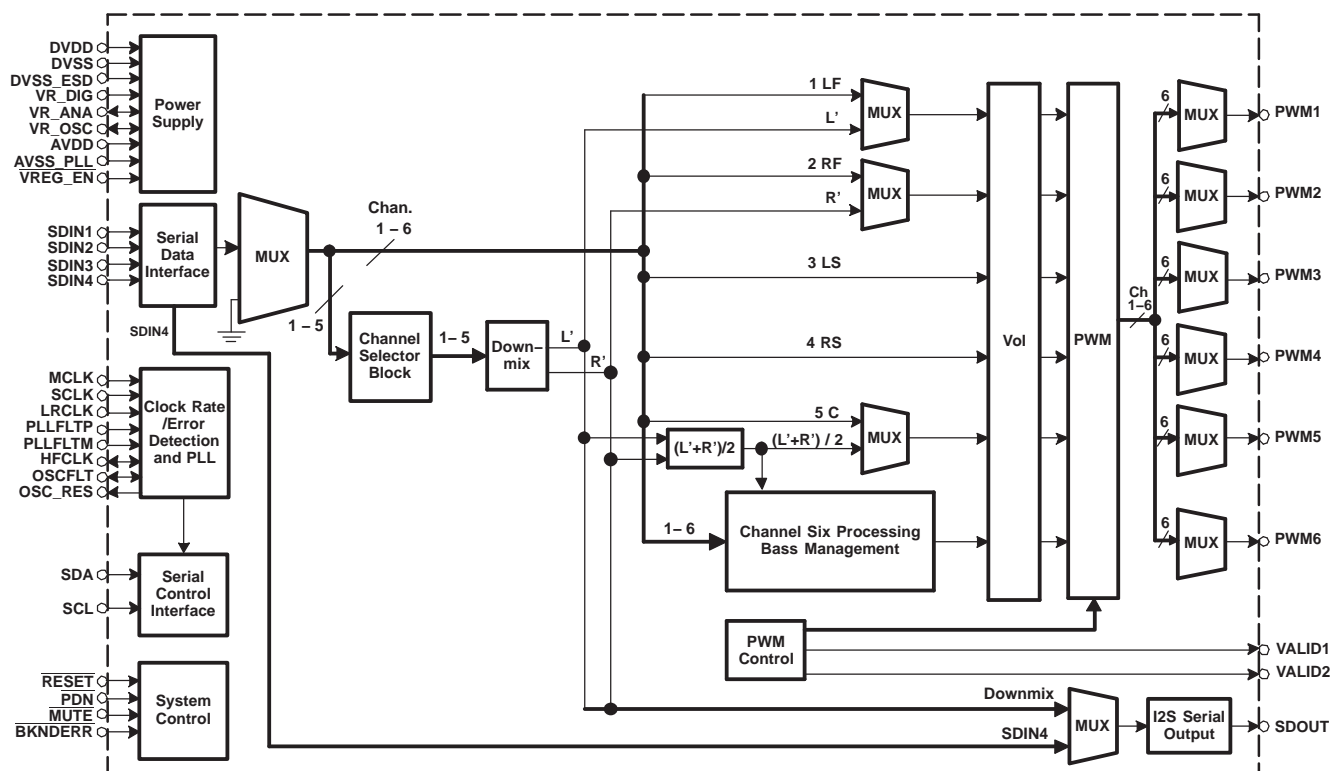 DVDD
DVSS
DVSS_ESD
VR_DIG
VR_ANA
VR_OSC
AVDD
AVSS_PLL
VREG_EN
Power
Supply
SDIN1
SDIN2
SDIN3
SDIN4
Serial
Data
Interface
MUX
Chan.
1 – 6
1 – 5
SDIN4
Channel
Selector
Block
1 – 5
Down–
mix
L'
R'
MCLK
SCLK
LRCLK
PLLFLTP
PLLFLTM
HFCLK
OSCFLT
OSC_RES
Clock Rate
/Error
Detection
and PLL
SDA
SCL
Serial
Control
Interface
RESET
PDN
MUTE
BKNDERR
System
Control
1 LF
L'
MUX
2 RF
R'
MUX
3 LS
4 RS
5 C
(L'+R')/2
(L'+R') / 2
MUX
1– 6
Channel Six Processing
Bass Management
Vol
PWM
Ch
1–6
6
MUX
PWM1
6
MUX
PWM2
6
MUX
PWM3
6
MUX
PWM4
6
MUX
PWM5
6
MUX
PWM6
PWM
Control
VALID1
VALID2
Downmix
SDIN4
MUX
I2S Serial
Output
SDOUT